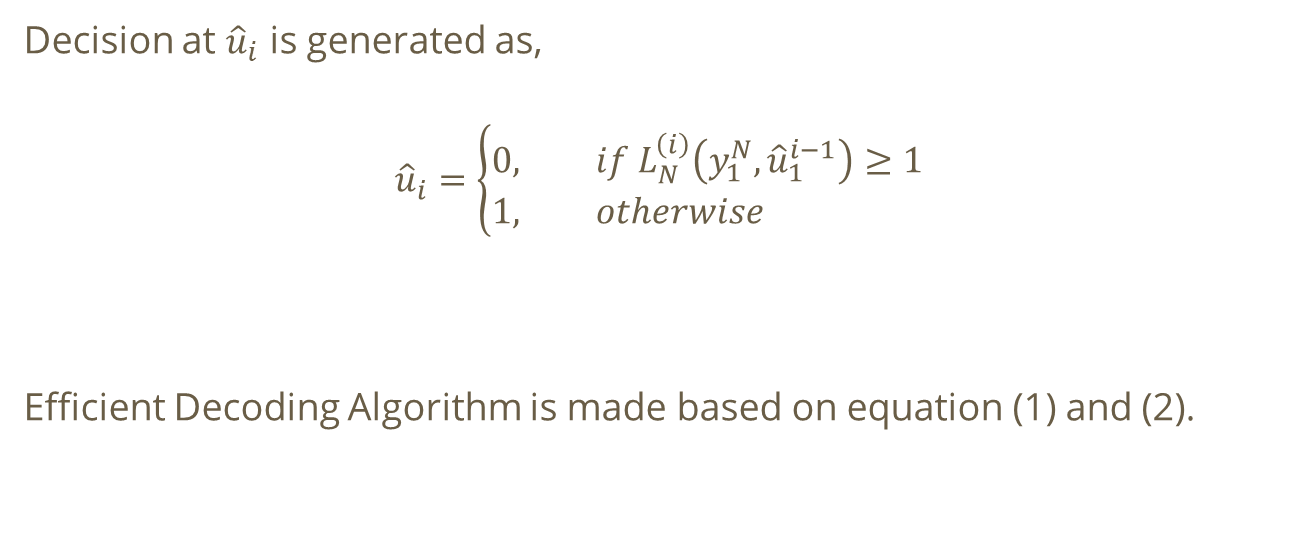 Decision at û_i is generated as,
û_i = { 0, if L_N^(i)(y_1^N, û_1^{i−1}) ≥ 1
1, otherwise
Efficient Decoding Algorithm is made based on equation (1) and (2).